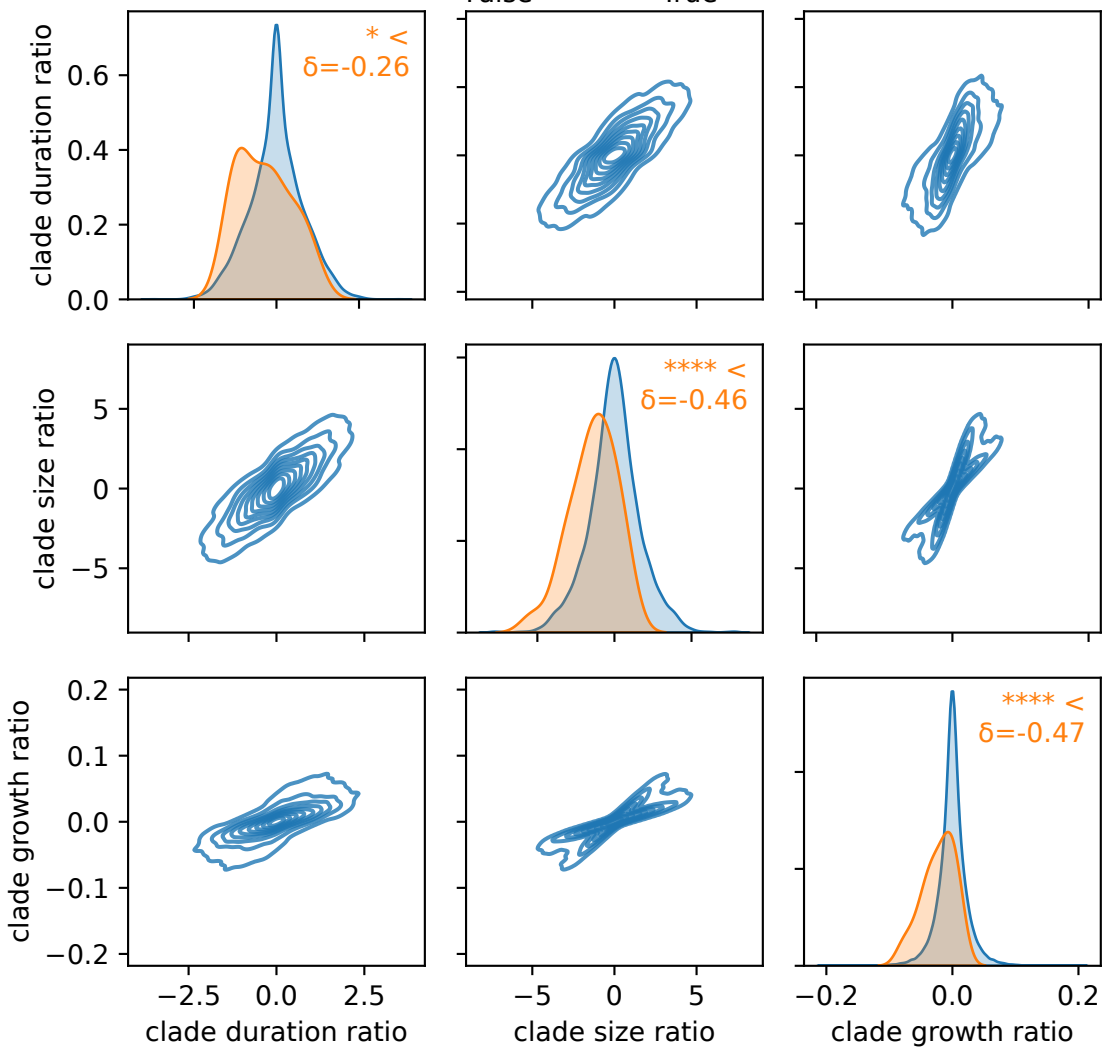 clade duration ratio
0.6
0.4
0.2
0.0
* <
δ=-0.26
clade size ratio
5
0
−5
**** <
δ=-0.46
clade growth ratio
0.2
0.1
0.0
−0.1
−0.2
**** <
δ=-0.47
−2.5 0.0 2.5
−5 0 5
−0.2 0.0 0.2
clade duration ratio
clade size ratio
clade growth ratio